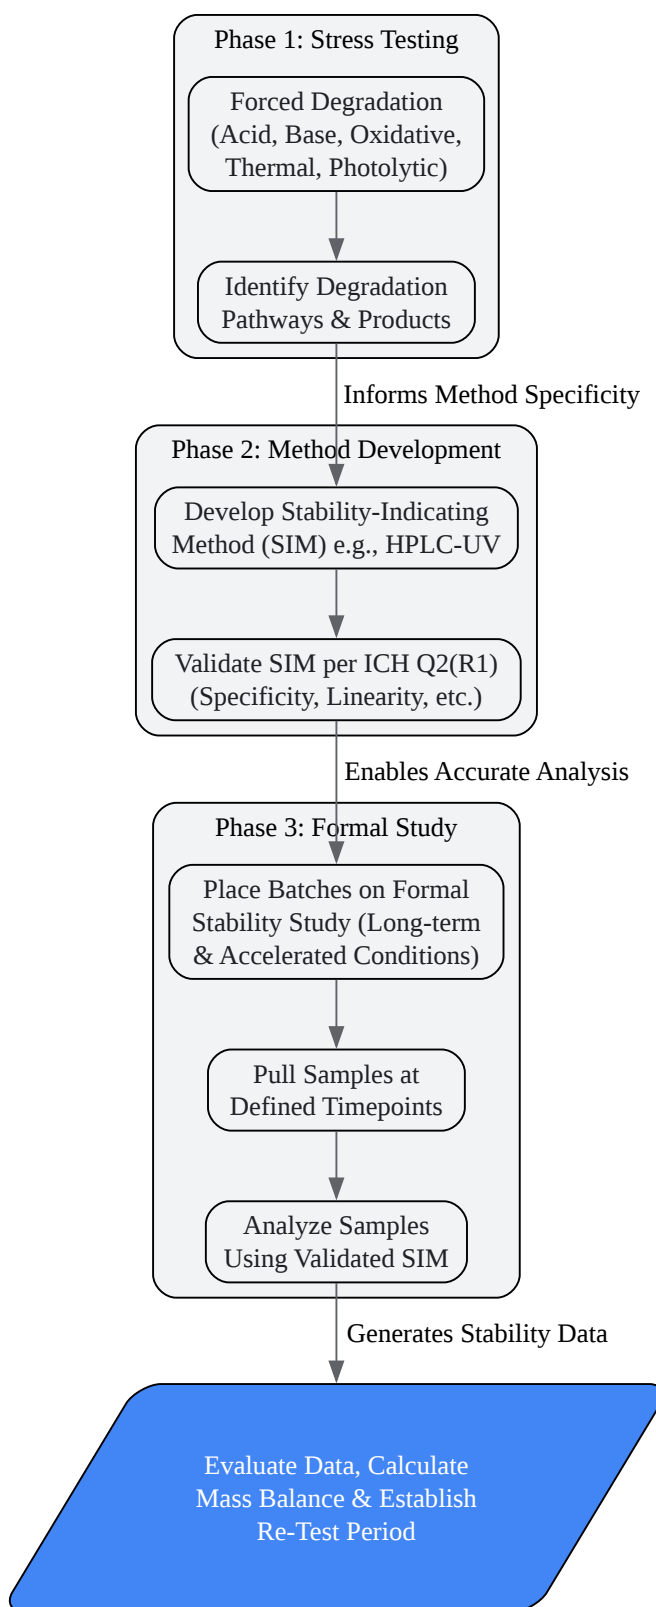 Phase 1: Stress Testing
Forced Degradation
(Acid, Base, Oxidative,
Thermal, Photolytic)
Identify Degradation
Pathways & Products
Informs Method Specificity
Phase 2: Method Development
Develop Stability-Indicating
Method (SIM) e.g., HPLC-UV
Validate SIM per ICH Q2(R1)
(Specificity, Linearity, etc.)
Enables Accurate Analysis
Phase 3: Formal Study
Place Batches on Formal
Stability Study (Long-term
& Accelerated Conditions)
Pull Samples at
Defined Timepoints
Analyze Samples
Using Validated SIM
Generates Stability Data
Evaluate Data, Calculate
Mass Balance & Establish
Re-Test Period